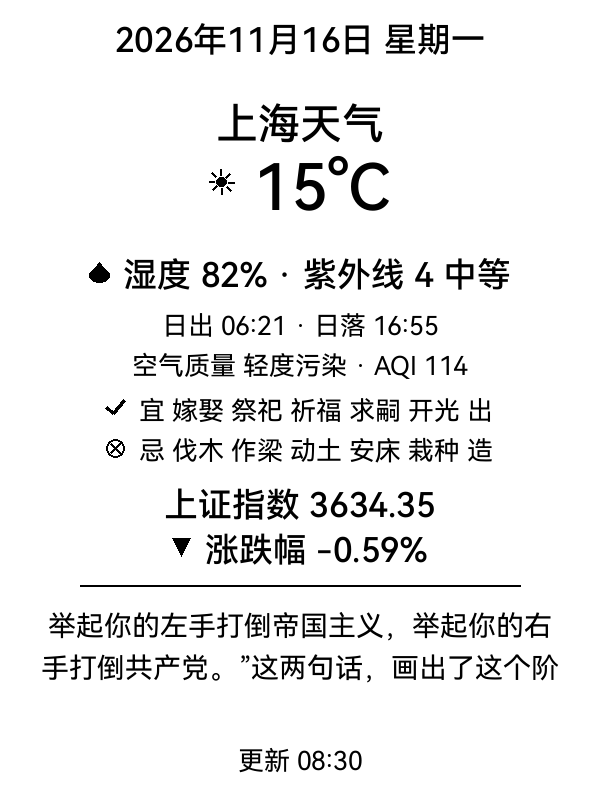 2026年11月16日 星期一
上海天气
15°C
湿度 82% · 紫外线 4 中等
日出 06:21 · 日落 16:55
空气质量 轻度污染 · AQI 114
宜 嫁娶 祭祀 祈福 求嗣 开光 出
忌 伐木 作梁 动土 安床 栽种 造
上证指数 3634.35
▼ 涨跌幅 -0.59%
举起你的左手打倒帝国主义，举起你的右
手打倒共产党。”这两句话，画出了这个阶
更新 08:30